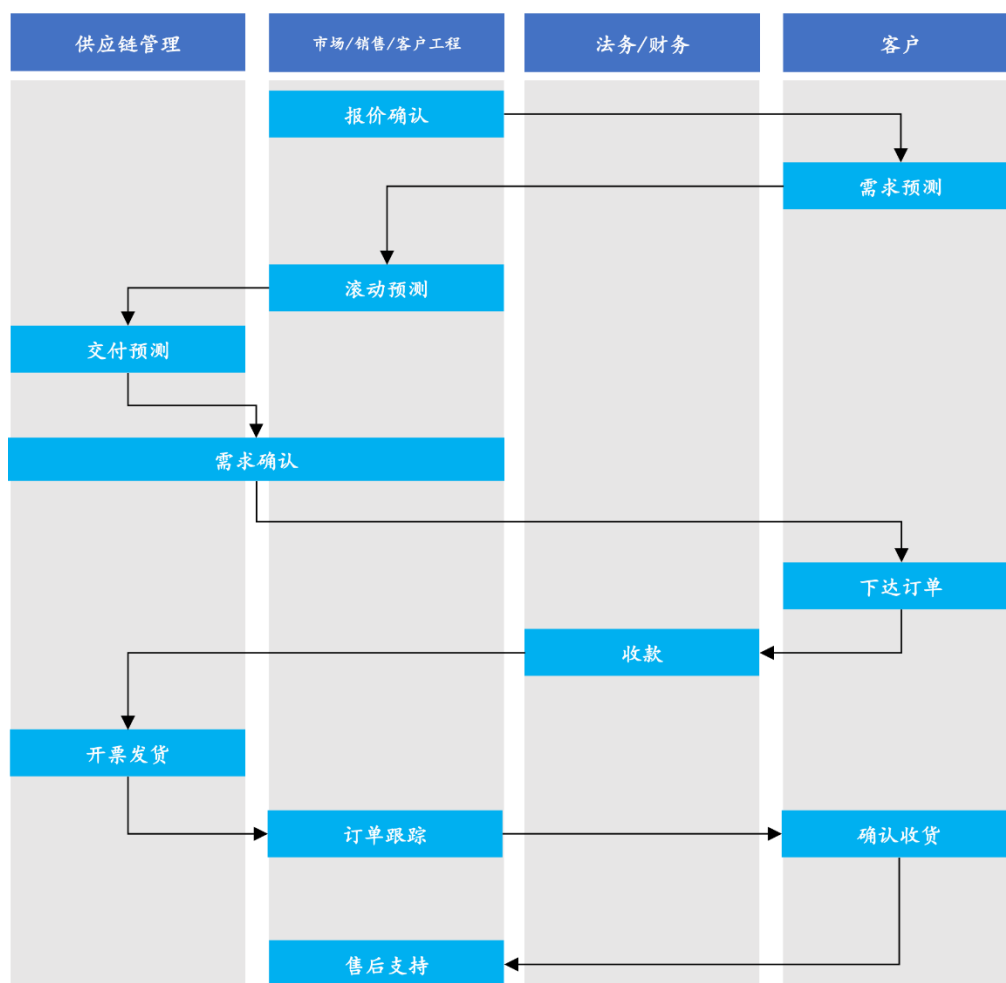 供应链管理
市场/销售/客户工程
法务/财务
客户
报价确认
需求预测
滚动预测
交付预测
需求确认
下达订单
收款
开票发货
订单跟踪
确认收货
售后支持